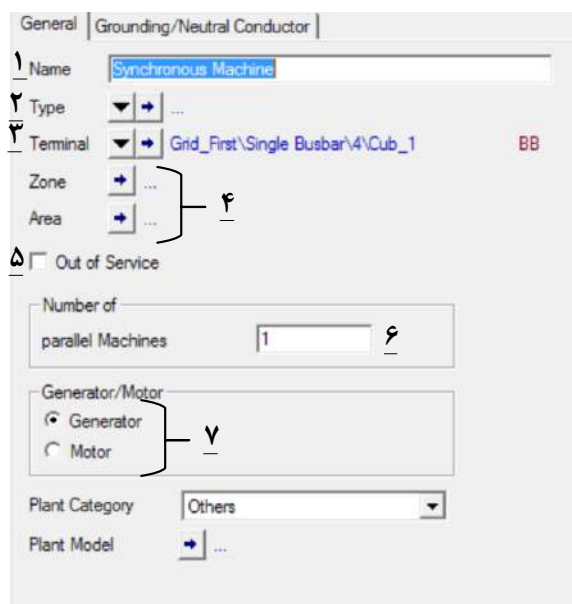 General Grounding/Neutral Conductor
۱ Name Synchronous Machine
۲ Type ...
۳ Terminal Grid_First\Single Busbar\4\Cub_1 BB
Zone ...
۴
Area ...
۵ Out of Service
Number of
parallel Machines 1 ۶
Generator/Motor
Generator
۷
Motor
Plant Category Others
Plant Model ...